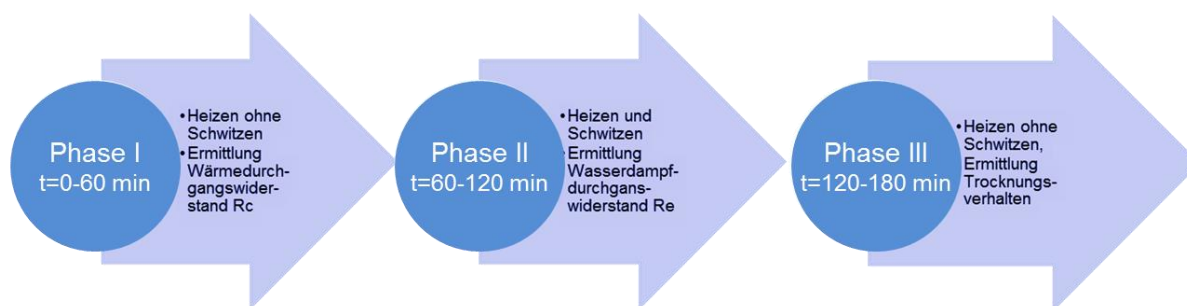 Phase I
t=0-60 min
•Heizen ohne
Schwitzen
•Ermittlung
Wärmedurch-
gangswider-
stand Rc
Phase II
t=60-120 min
•Heizen und
Schwitzen
•Ermittlung
Wasserdampf-
durchgans-
widerstand Re
Phase III
t=120-180 min
•Heizen ohne
Schwitzen,
Ermittlung
Trocknungs-
verhalten